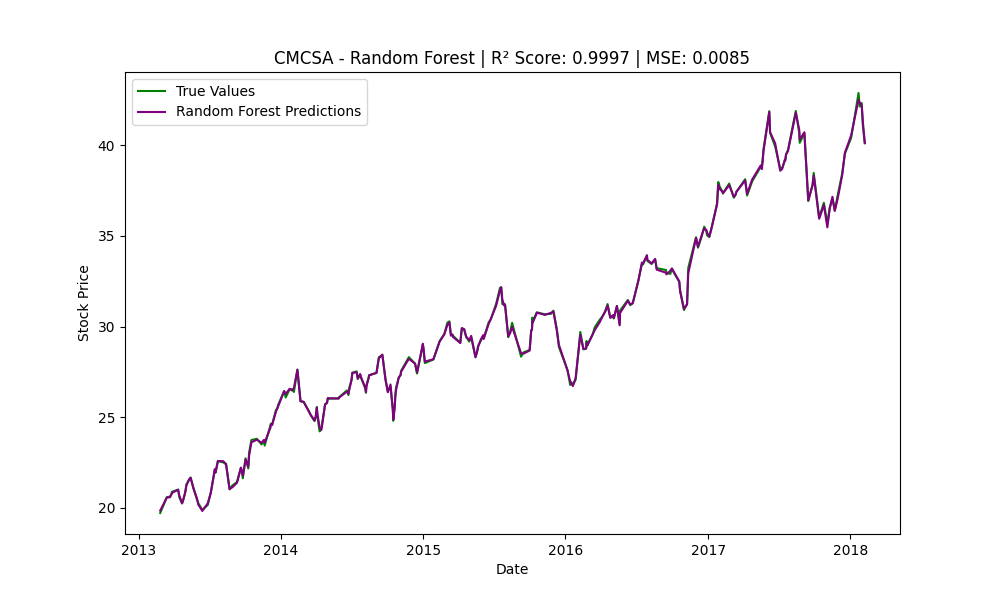 CMCSA - Random Forest | R² Score: 0.9997 | MSE: 0.0085
True Values
Random Forest Predictions
Stock Price
40
35
30
25
20
2013 2014 2015 2016 2017 2018
Date